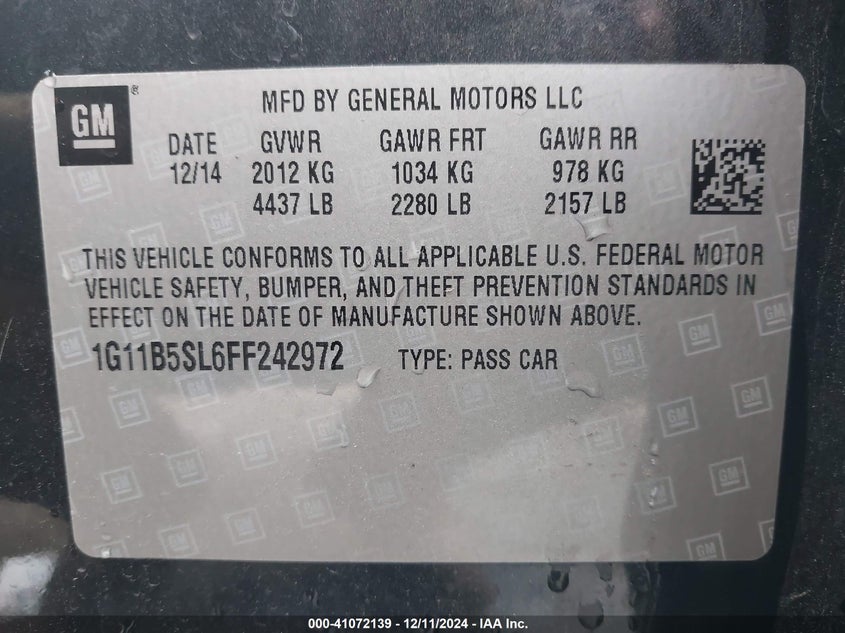 GM ® MFD BY GENERAL MOTORS LLC
DATE GVWR GAWR FRT GAWR RR
12/14 2012 KG 1034 KG 978 KG
4437 LB 2280 LB 2157 LB
THIS VEHICLE CONFORMS TO ALL APPLICABLE U.S. FEDERAL MOTOR
VEHICLE SAFETY, BUMPER, AND THEFT PREVENTION STANDARDS IN
EFFECT ON THE DATE OF MANUFACTURE SHOWN ABOVE.
1G11B5SL6FF242972 TYPE: PASS CAR
000-41072139 - 12/11/2024 - IAA Inc.